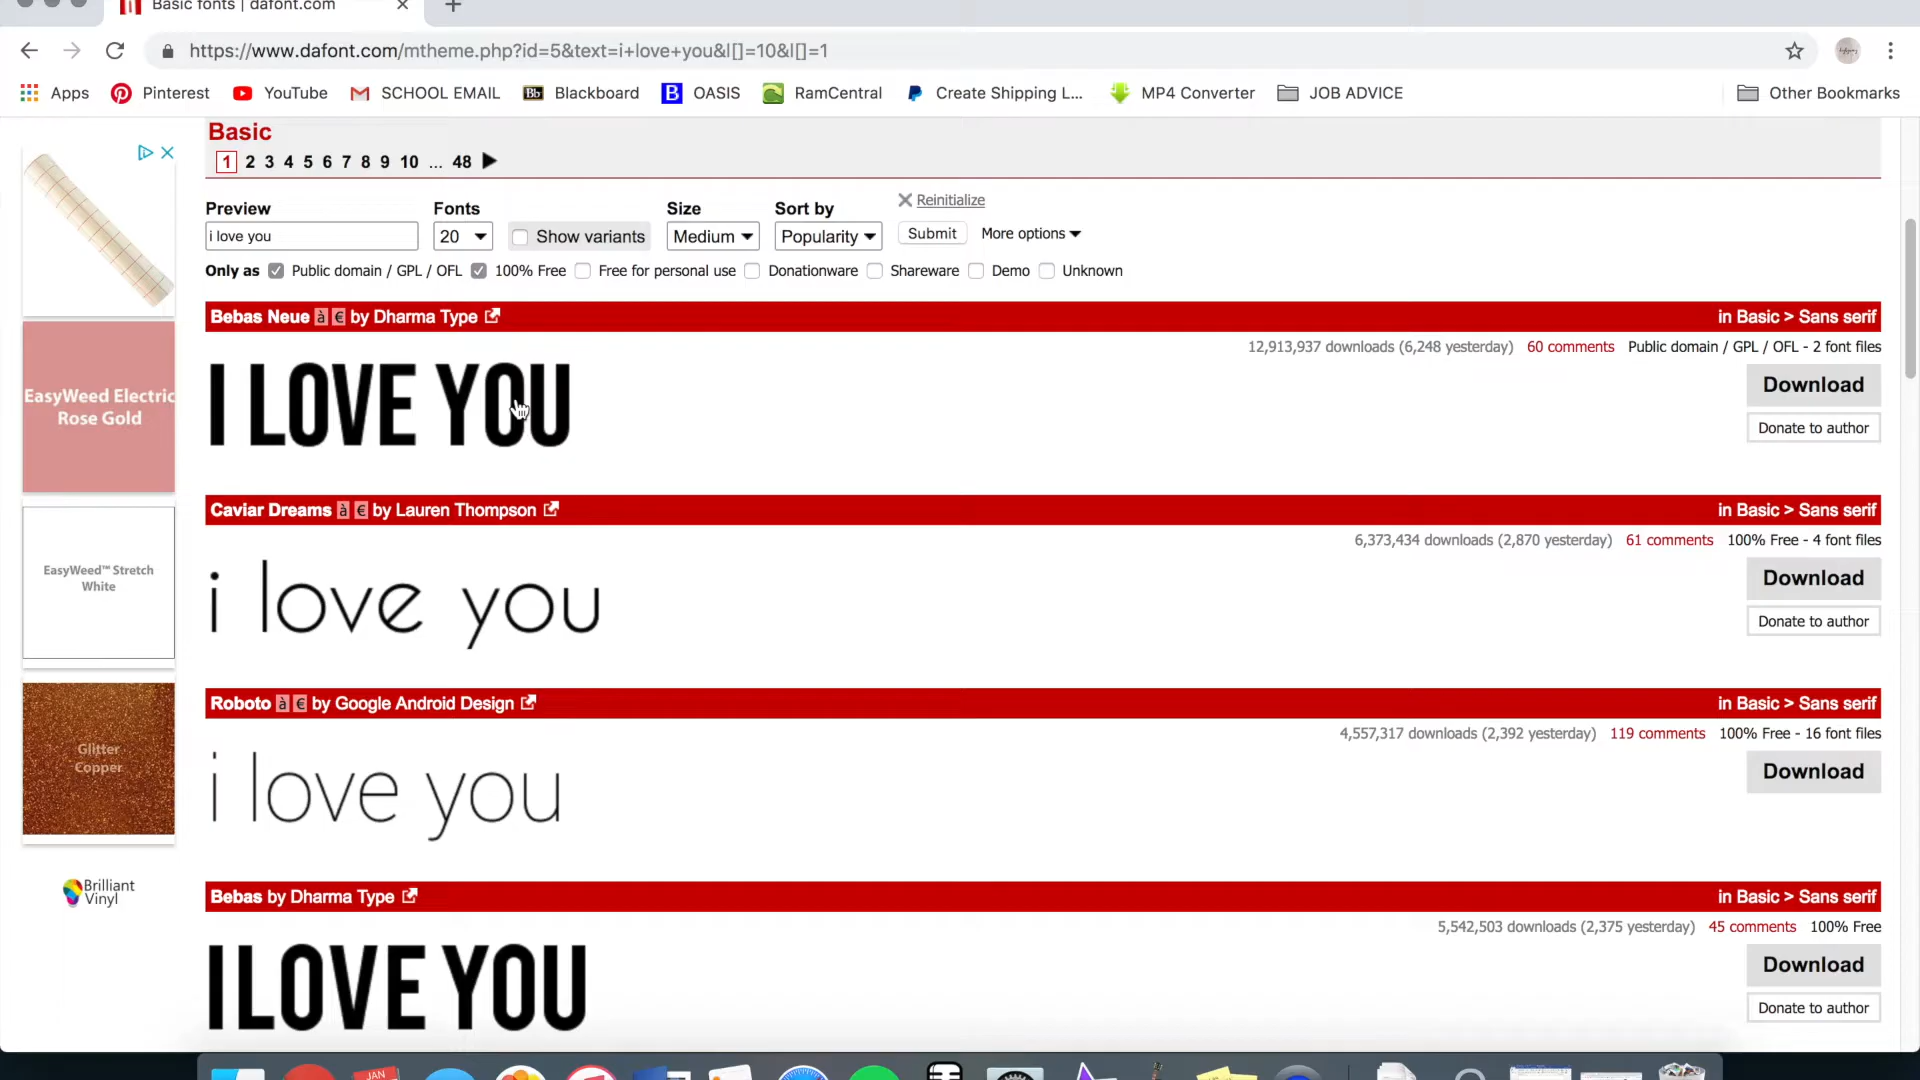 Basic fonts | dafont.com
https://www.dafont.com/mtheme.php?id=5&text=i+love+you&l[]=10&l[]=1
Apps Pinterest YouTube SCHOOL EMAIL Blackboard OASIS RamCentral Create Shipping L... MP4 Converter JOB ADVICE Other Bookmarks
Basic
1 2 3 4 5 6 7 8 9 10 ... 48
Preview Fonts Size Sort by Reinitialize
i love you 20 Show variants Medium Popularity Submit More options
Only as Public domain / GPL / OFL 100% Free Free for personal use Donationware Shareware Demo Unknown
Bebas Neue à € by Dharma Type in Basic > Sans serif
12,913,937 downloads (6,248 yesterday) 60 comments Public domain / GPL / OFL - 2 font files
I LOVE YOU
Download
Donate to author
EasyWeed Electric
Rose Gold
Caviar Dreams à € by Lauren Thompson in Basic > Sans serif
6,373,434 downloads (2,870 yesterday) 61 comments 100% Free - 4 font files
i love you
Download
Donate to author
EasyWeed™ Stretch
White
Roboto à € by Google Android Design in Basic > Sans serif
4,557,317 downloads (2,392 yesterday) 119 comments 100% Free - 16 font files
i love you
Download
Glitter
Copper
Brilliant
Vinyl
Bebas by Dharma Type in Basic > Sans serif
5,542,503 downloads (2,375 yesterday) 45 comments 100% Free
I LOVE YOU
Download
Donate to author
JAN